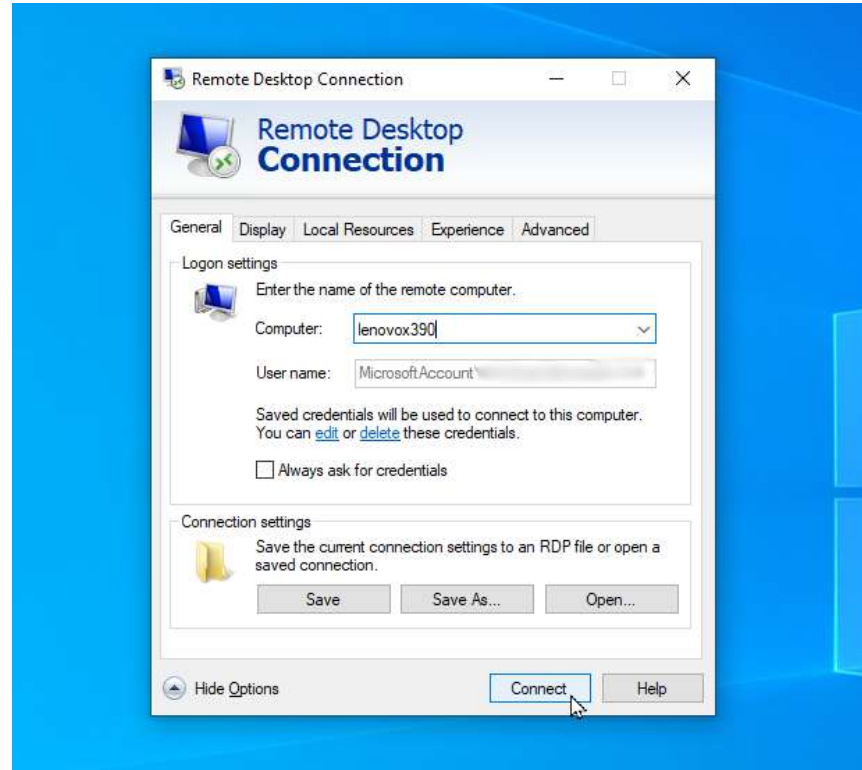 Remote Desktop Connection
Remote Desktop
Connection
General Display Local Resources Experience Advanced
Logon settings
Enter the name of the remote computer.
Computer: lenovox390
User name: MicrosoftAccount\
Saved credentials will be used to connect to this computer.
You can edit or delete these credentials.
Always ask for credentials
Connection settings
Save the current connection settings to an RDP file or open a
saved connection.
Save Save As... Open...
Hide Options Connect Help